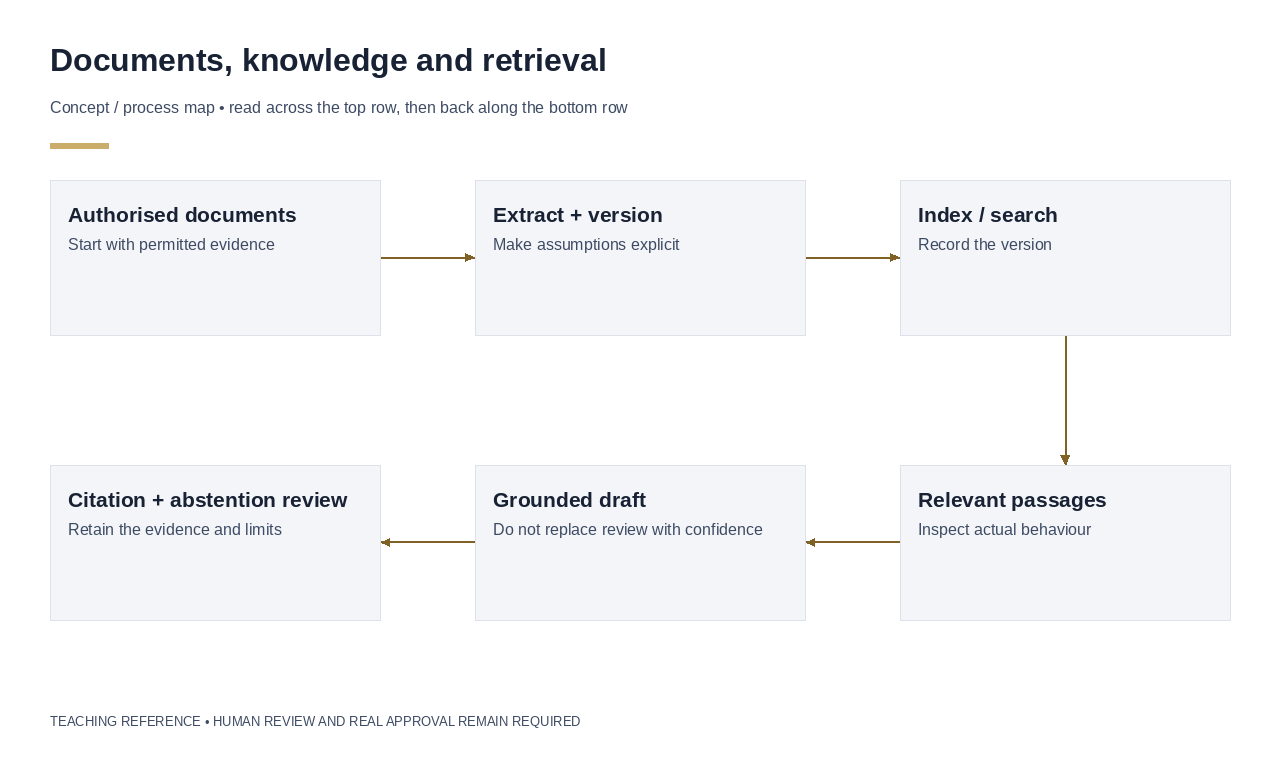 Documents, knowledge and retrieval
Concept / process map • read across the top row, then back along the bottom row
Authorised documents
Start with permitted evidence
Extract + version
Make assumptions explicit
Index / search
Record the version
Relevant passages
Inspect actual behaviour
Grounded draft
Do not replace review with confidence
Citation + abstention review
Retain the evidence and limits
TEACHING REFERENCE • HUMAN REVIEW AND REAL APPROVAL REMAIN REQUIRED